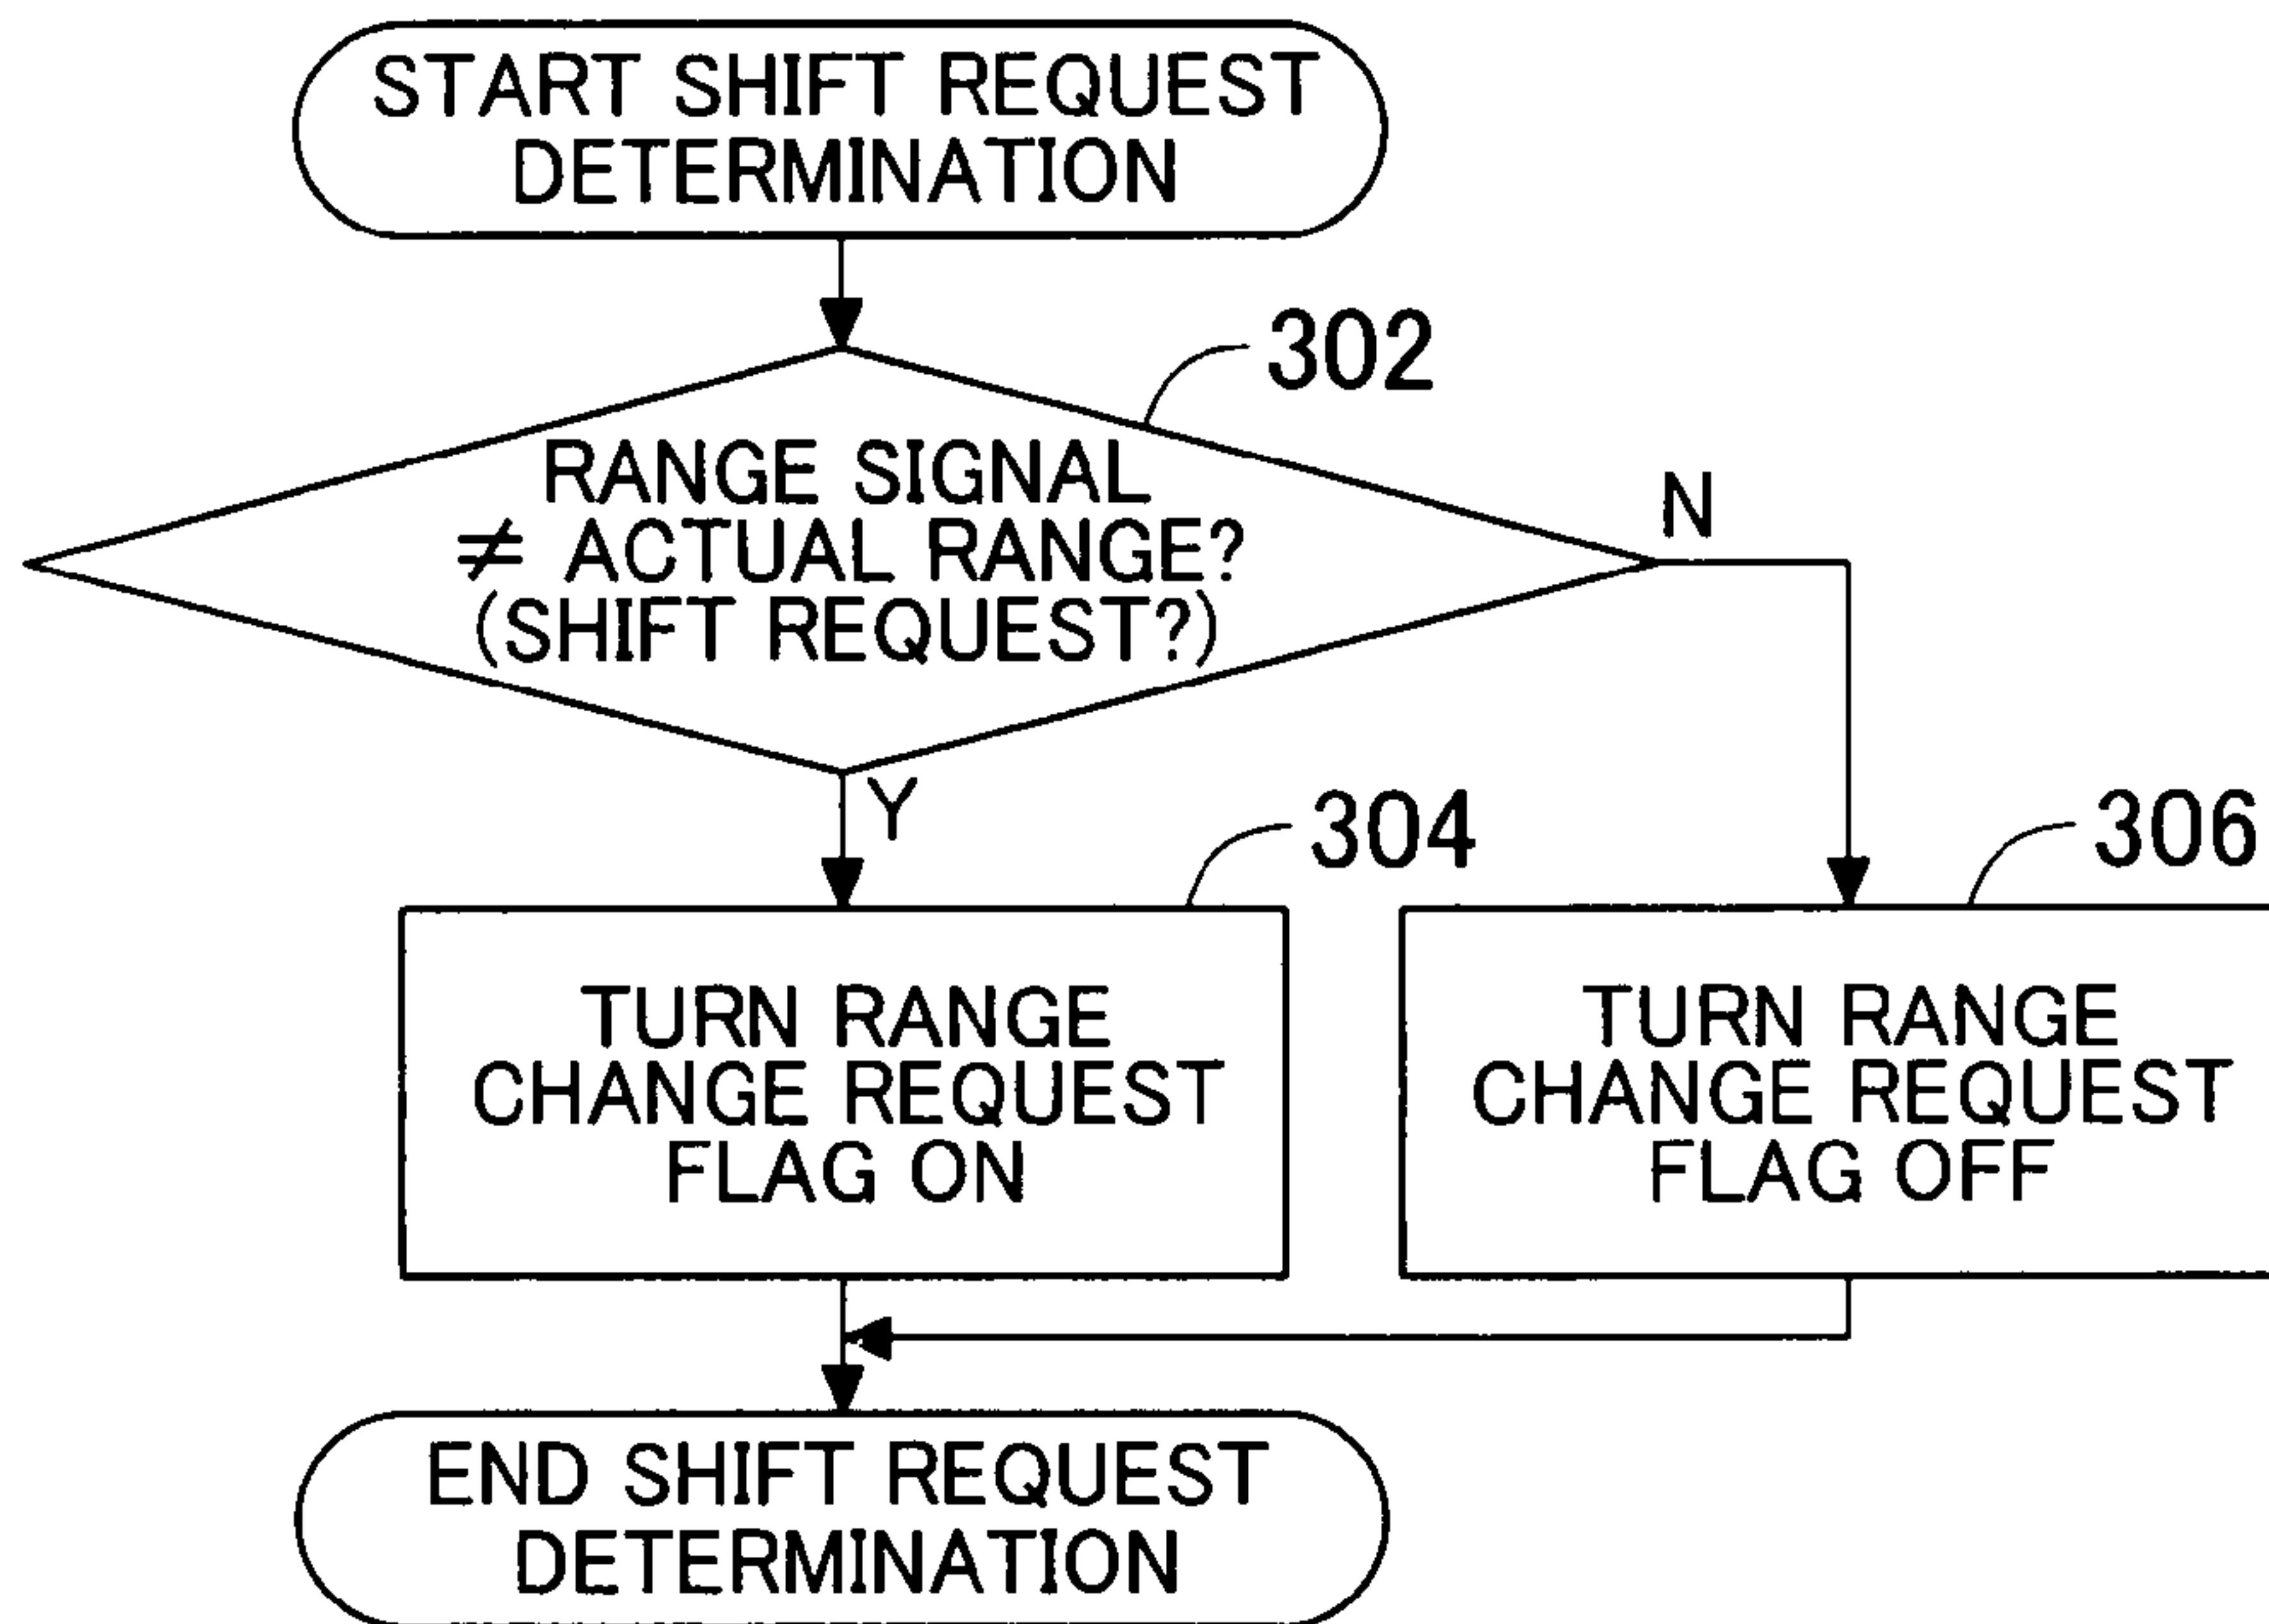 START SHIFT REQUEST
DETERMINATION
302
RANGE SIGNAL
≠ ACTUAL RANGE?
(SHIFT REQUEST?)
N
Y
304
306
TURN RANGE
CHANGE REQUEST
FLAG ON
TURN RANGE
CHANGE REQUEST
FLAG OFF
END SHIFT REQUEST
DETERMINATION